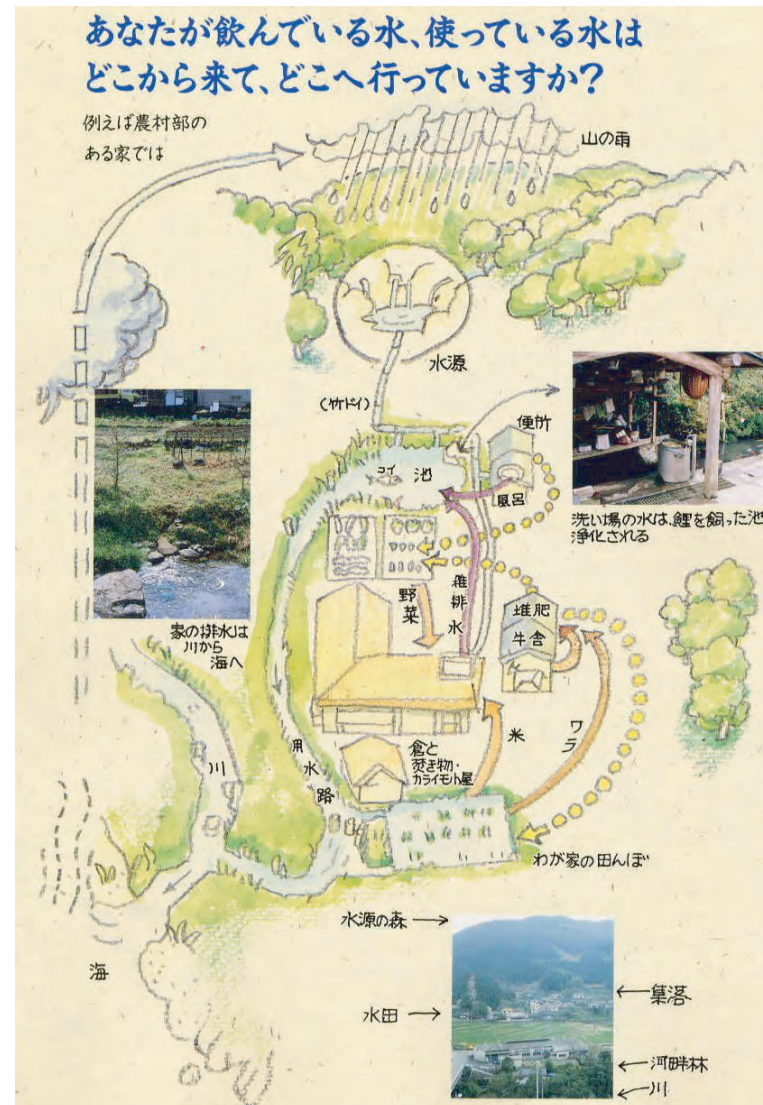 あなたが飲んでいる水、使っている水は
どこから来て、どこへ行っていますか?
例えば農村部の
ある家では
山の雨
水源
(竹ドイ)
便所
コイ
池
風呂
洗い場の水は、鯉を飼った池
浄化される
雑排水
野菜
堆肥
牛舎
家の排水は
川から
海へ
川
用水路
倉と
焚き物・
カライモ小屋
米
ワラ
わが家の田んぼ
海
水源の森→
水田→
←集落
←河畔林
←川